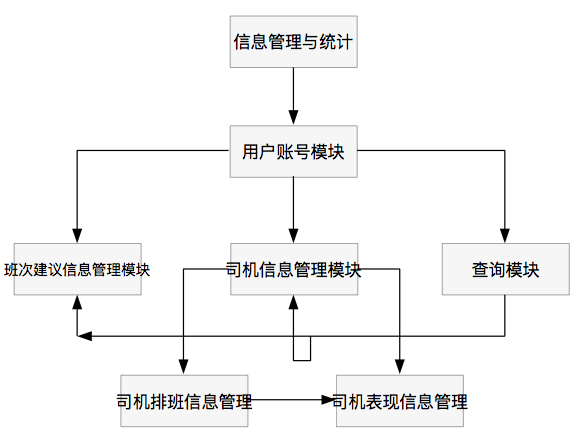 信息管理与统计
用户账号模块
班次建议信息管理模块
司机信息管理模块
查询模块
司机排班信息管理
司机表现信息管理